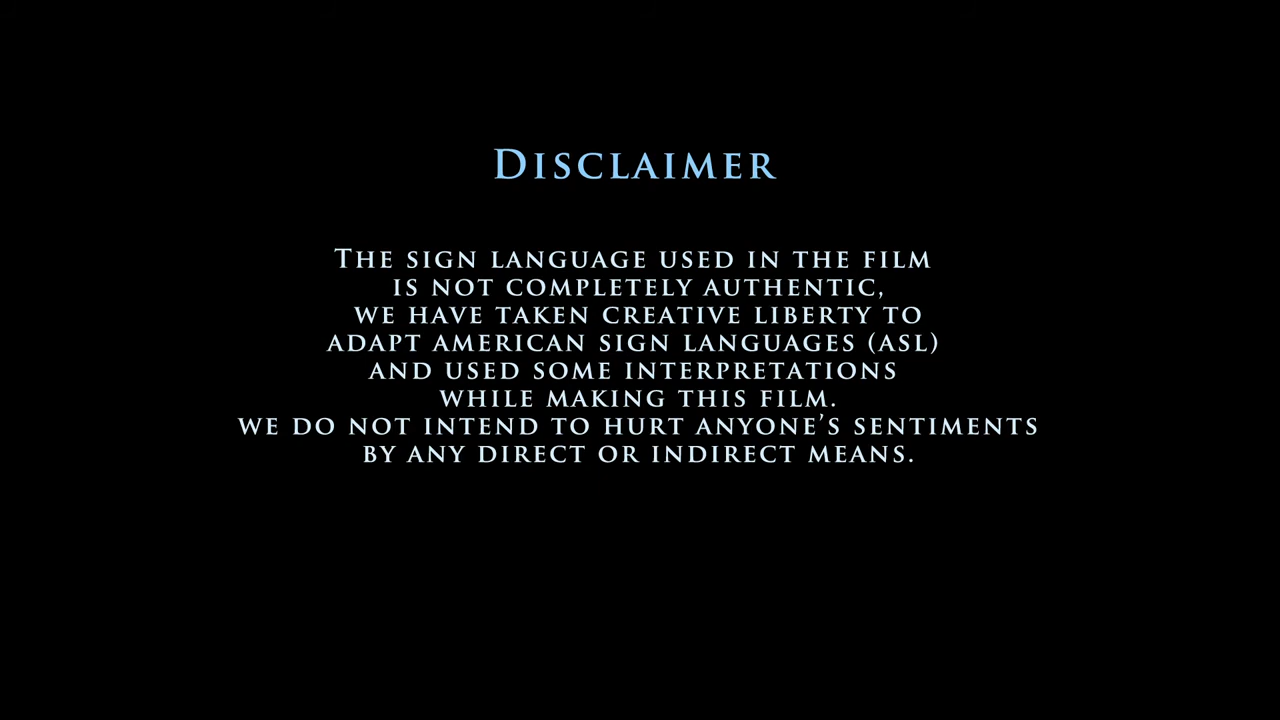 Disclaimer
The sign language used in the film
is not completely authentic,
we have taken creative liberty to
adapt American Sign Languages (ASL)
and used some interpretations
while making this film.
We do not intend to hurt anyone’s sentiments
by any direct or indirect means.